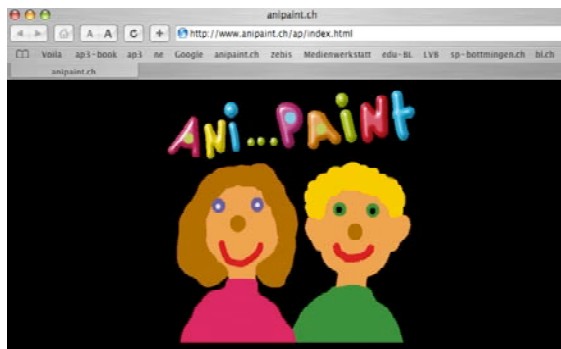 anipaint.ch
A A C + http://www.anipaint.ch/ap/index.html
Voila ap3-book ap3 ne Google anipaint.ch zebis Medienwerkstatt edu-BL LVB sp-bottmingen.ch bl.ch
anipaint.ch
Ani...Paint